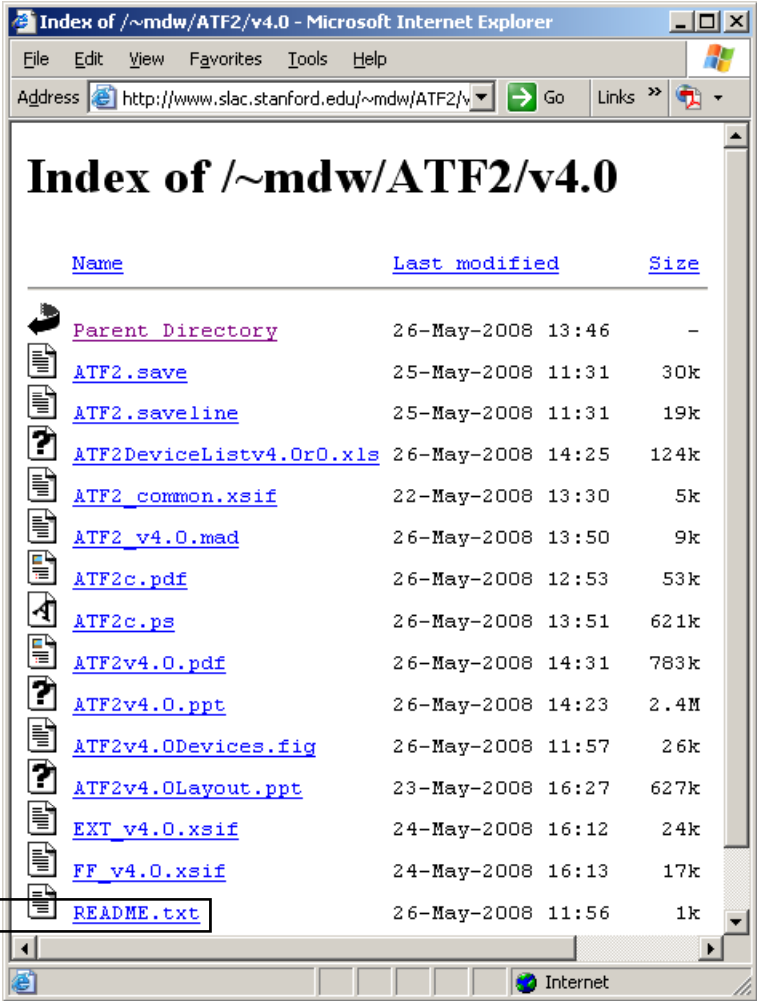 Index of /~mdw/ATF2/v4.0 - Microsoft Internet Explorer
File Edit View Favorites Tools Help
Address http://www.slac.stanford.edu/~mdw/ATF2/v Go Links »
Index of /~mdw/ATF2/v4.0
Name Last modified Size
Parent Directory 26-May-2008 13:46 -
ATF2.save 25-May-2008 11:31 30k
ATF2.saveline 25-May-2008 11:31 19k
ATF2DeviceListv4.0r0.xls 26-May-2008 14:25 124k
ATF2_common.xsif 22-May-2008 13:30 5k
ATF2_v4.0.mad 26-May-2008 13:50 9k
ATF2c.pdf 26-May-2008 12:53 53k
ATF2c.ps 26-May-2008 13:51 621k
ATF2v4.0.pdf 26-May-2008 14:31 783k
ATF2v4.0.ppt 26-May-2008 14:23 2.4M
ATF2v4.0Devices.fig 26-May-2008 11:57 26k
ATF2v4.0Layout.ppt 23-May-2008 16:27 627k
EXT_v4.0.xsif 24-May-2008 16:12 24k
FF_v4.0.xsif 24-May-2008 16:13 17k
README.txt 26-May-2008 11:56 1k
Internet